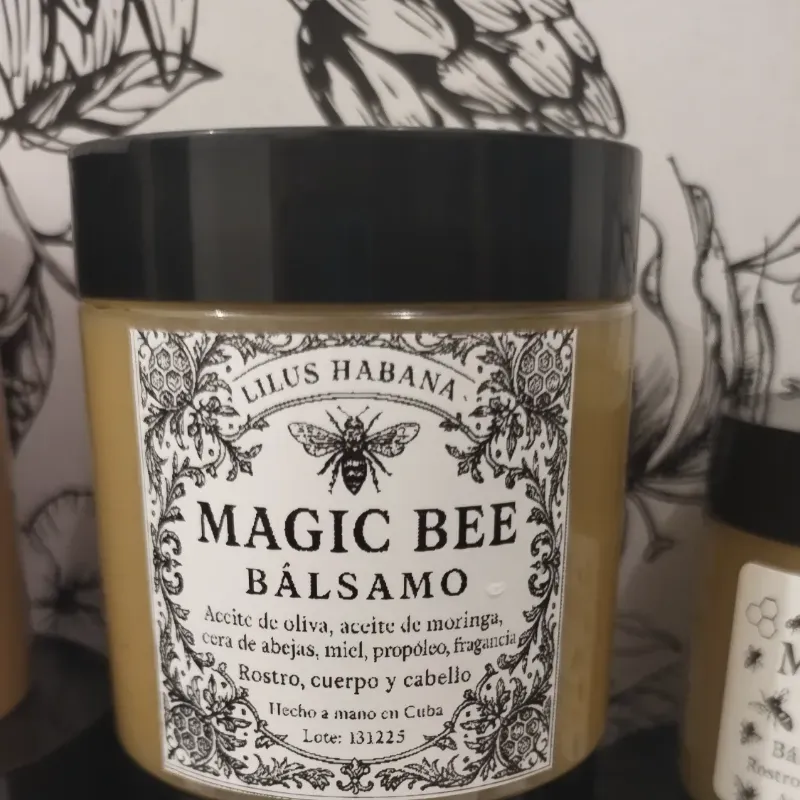 LILUS HABANA
MAGIC BEE
BÁLSAMO
Aceite de oliva, aceite de moringa,
cera de abejas, miel, propóleo, fragancia
Rostro, cuerpo y cabello
Hecho a mano en Cuba
Lote: 131225